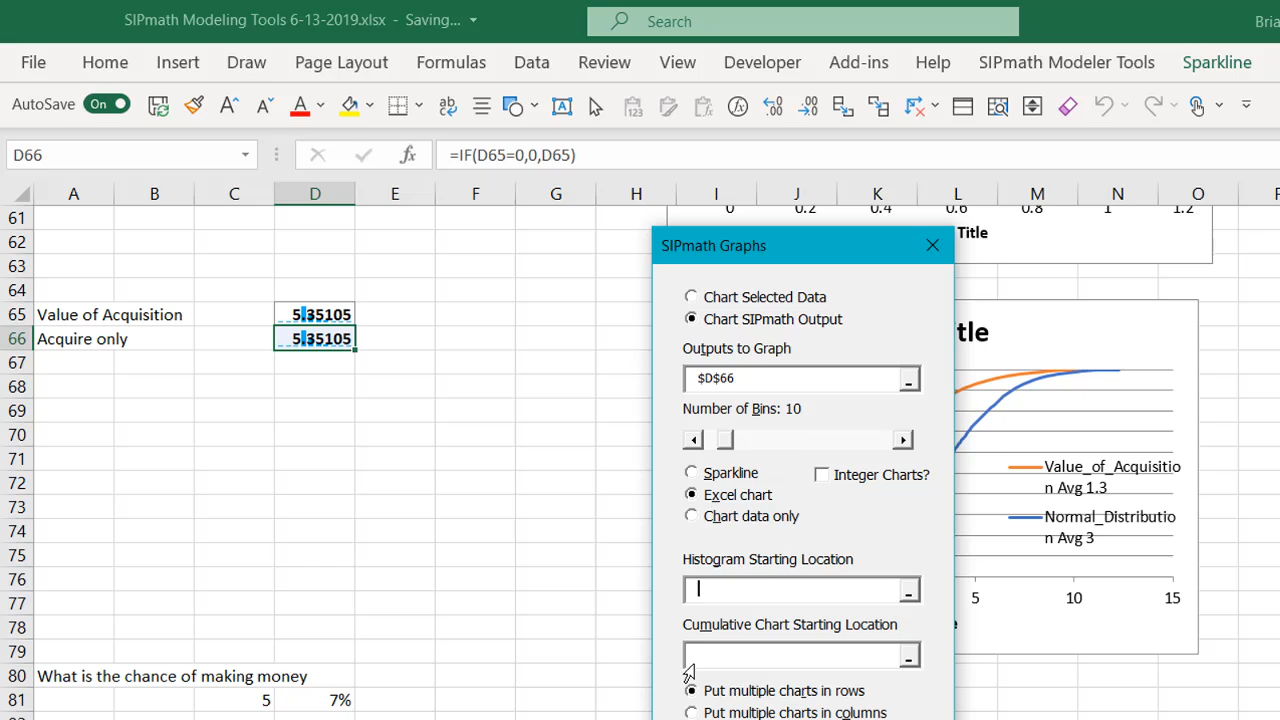 SIPmath Modeling Tools 6-13-2019.xlsx - Saving...
Search
File Home Insert Draw Page Layout Formulas Data Review View Developer Add-ins Help SIPmath Modeler Tools Sparkline
AutoSave On
D66 =IF(D65=0,0,D65)
A B C D E F G H I J K L M N O
61 0 0.2 0.4 0.6 0.8 1 1.2
62 Title
63
64
65 Value of Acquisition 5.35105
66 Acquire only 5.35105
67
68
69
70
71
72
73
74
75
76
77
78
79
80 What is the chance of making money
81 5 7%
SIPmath Graphs
Chart Selected Data
Chart SIPmath Output
Outputs to Graph
$D$66
Number of Bins: 10
Sparkline
Integer Charts?
Excel chart
Chart data only
Histogram Starting Location
Cumulative Chart Starting Location
Put multiple charts in rows
Put multiple charts in columns
Value_of_Acquisitio
n Avg 1.3
Normal_Distributio
n Avg 3
5 10 15